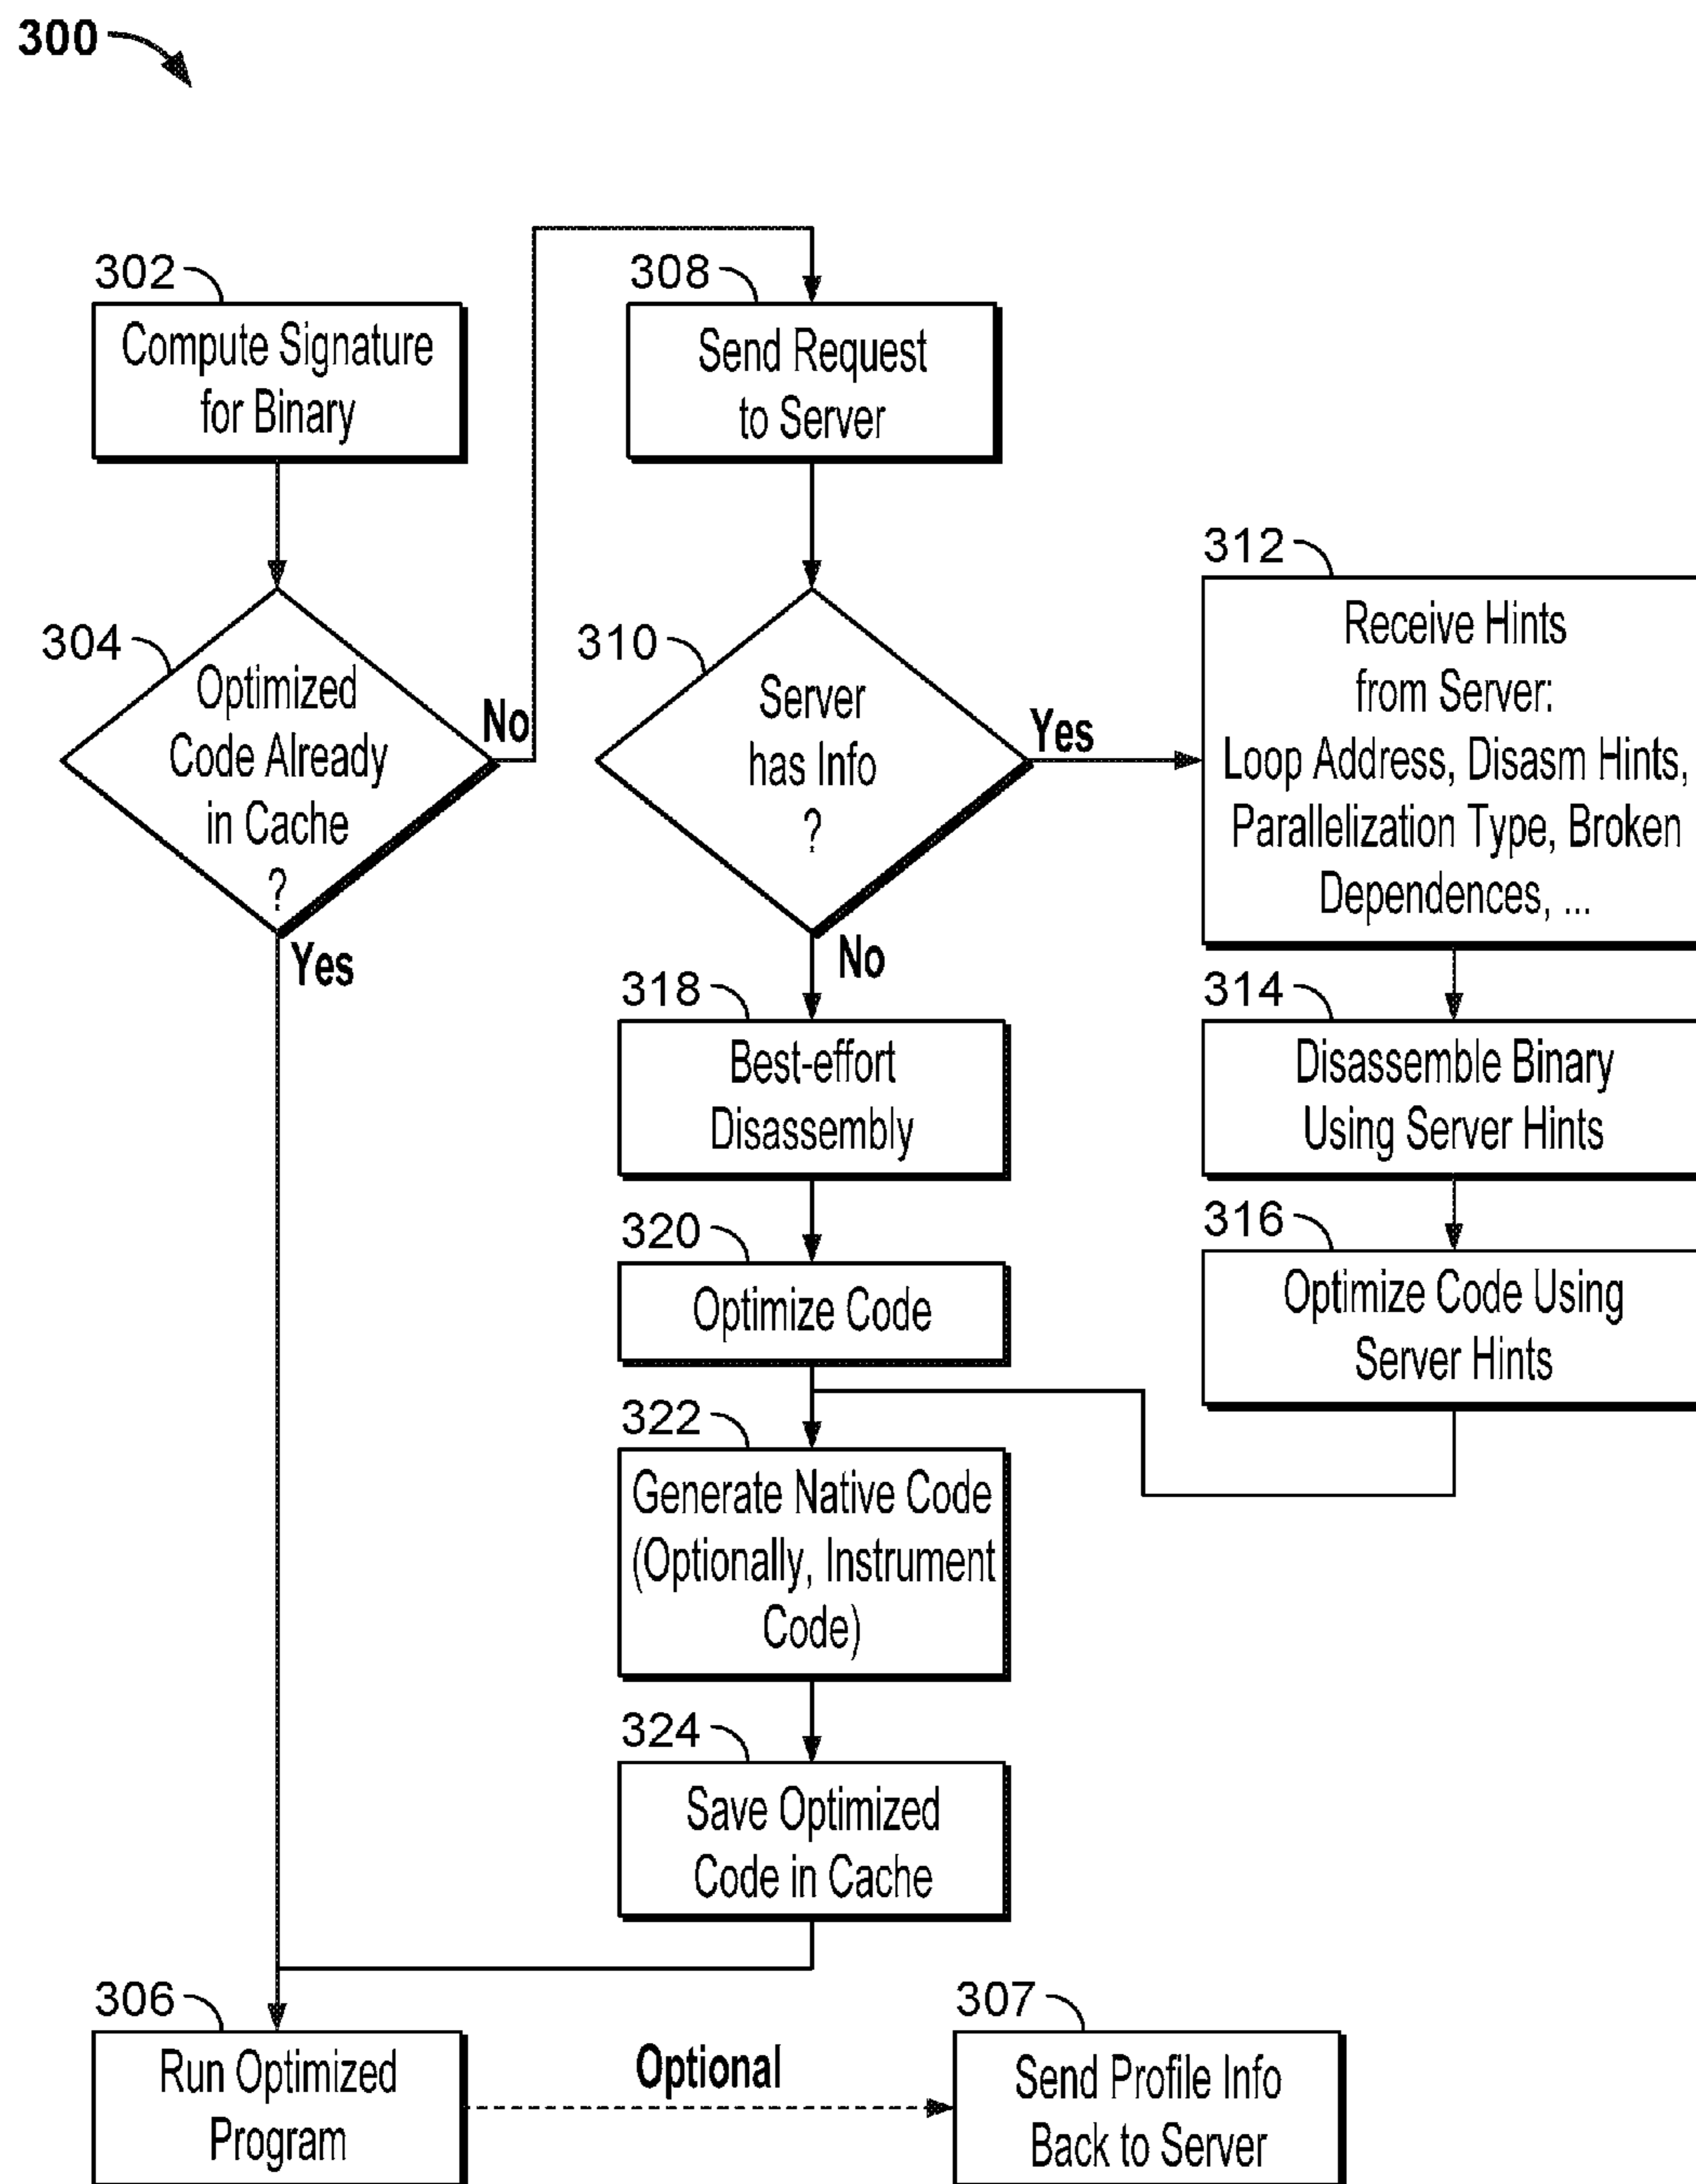 300
302
Compute Signature
for Binary
304
Optimized
Code Already
in Cache
?
No
Yes
308
Send Request
to Server
310
Server
has Info
?
Yes
No
312
Receive Hints
from Server:
Loop Address, Disasm Hints,
Parallelization Type, Broken
Dependences, ...
314
Disassemble Binary
Using Server Hints
316
Optimize Code Using
Server Hints
318
Best-effort
Disassembly
320
Optimize Code
322
Generate Native Code
(Optionally, Instrument
Code)
324
Save Optimized
Code in Cache
306
Run Optimized
Program
Optional
307
Send Profile Info
Back to Server